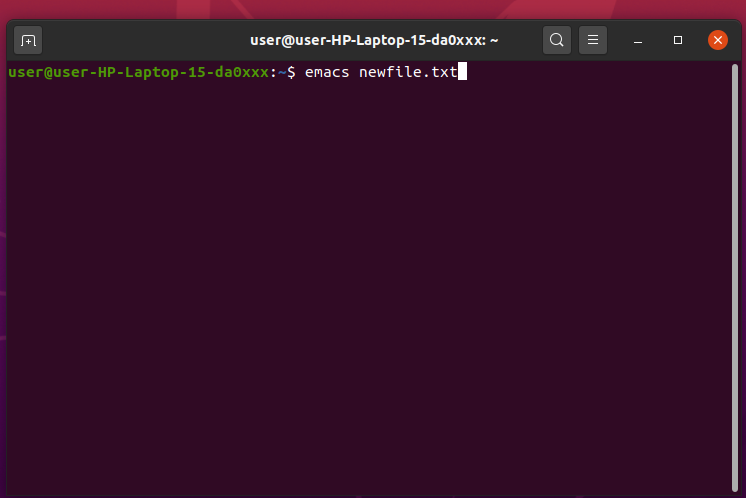 user@user-HP-Laptop-15-da0xxx: ~
user@user-HP-Laptop-15-da0xxx:~$ emacs newfile.txt